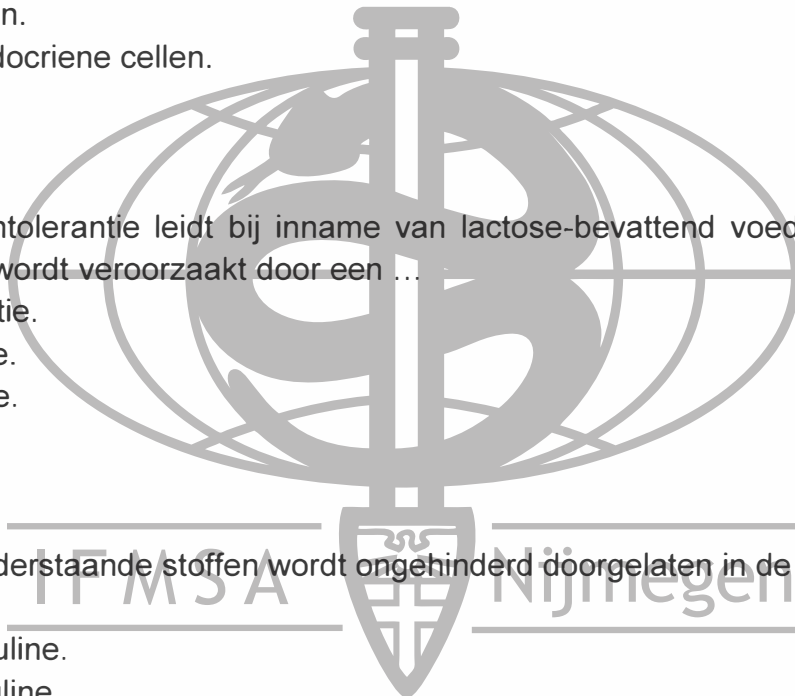 n.
docriene cellen.
ntolerantie leidt bij inname van lactose-bevattend voed
wordt veroorzaakt door een …
tie.
e.
e.
derstaande stoffen wordt ongehinderd doorgelaten in de
IFMSA Nijmegen
uline.
uline.